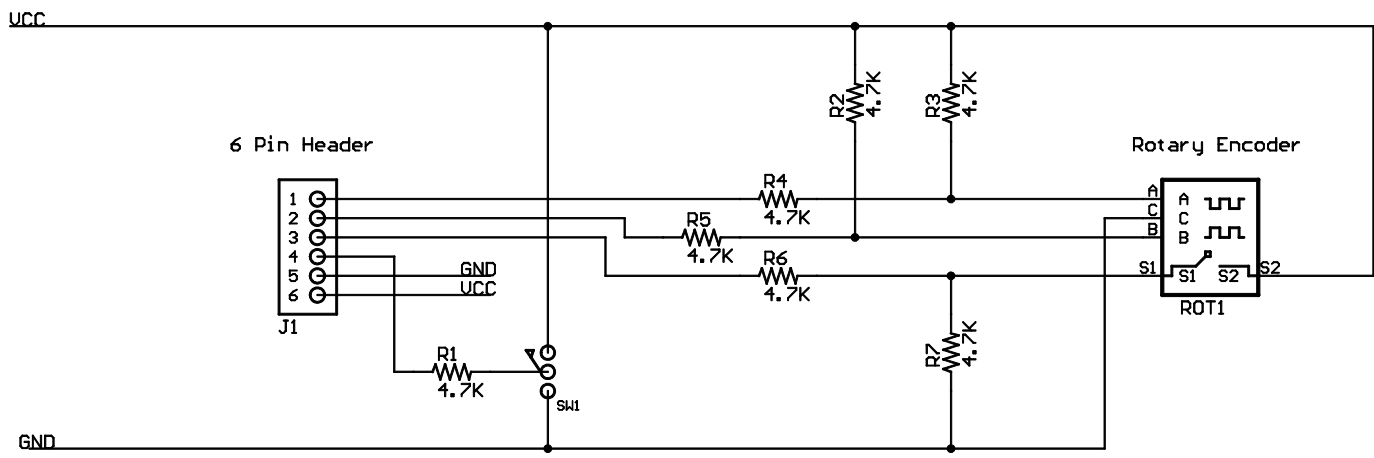 VCC
R2
4.7K
R3
4.7K
6 Pin Header
Rotary Encoder
R4
4.7K
R5
4.7K
R6
4.7K
1
2
3
4
5
6
J1
GND
VCC
A
C
B
S1
A
C
B
S1
S2
S2
ROT1
R1
4.7K
SW1
R7
4.7K
GND